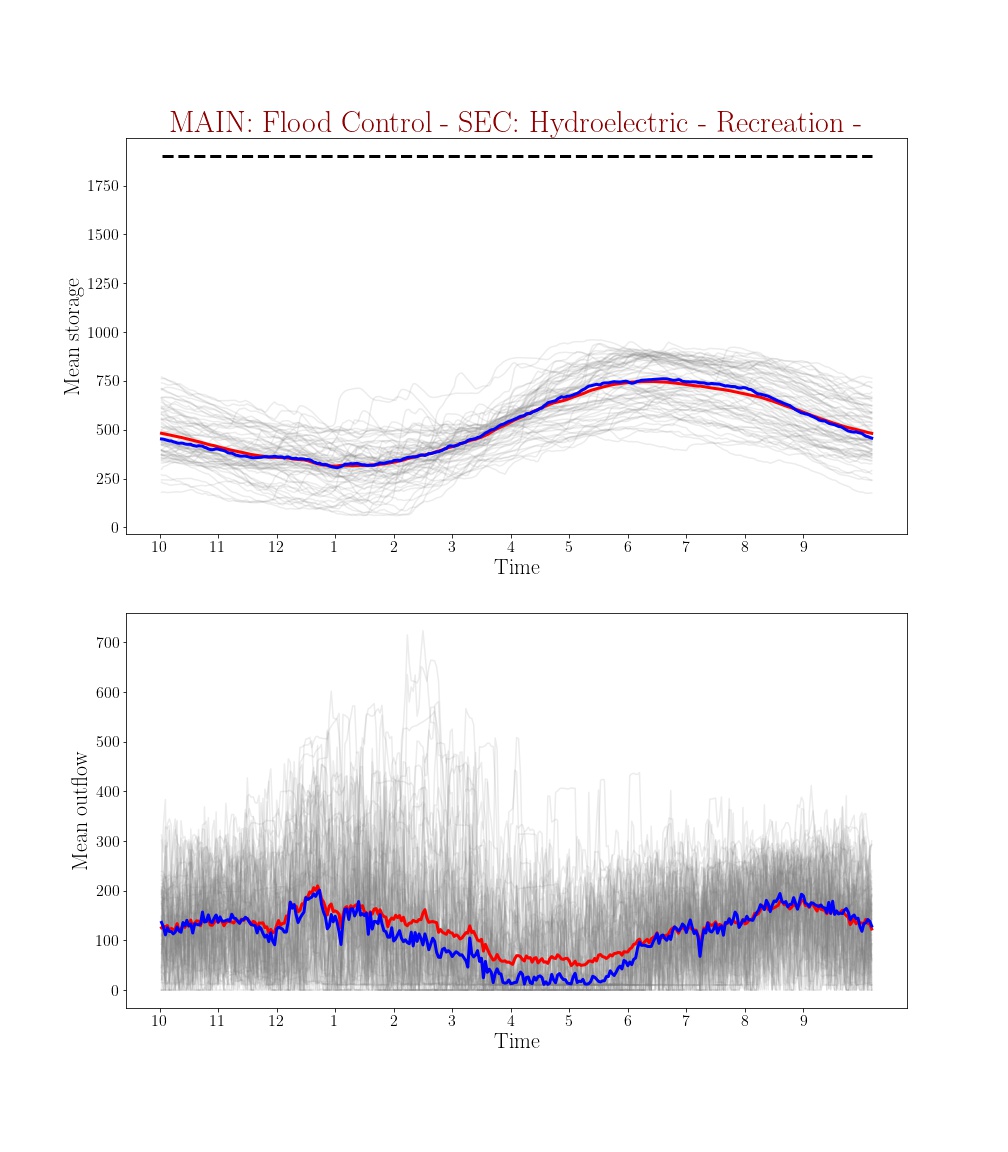 MAIN: Flood Control - SEC: Hydroelectric - Recreation -
Mean storage
1750
1500
1250
1000
750
500
250
0
10 11 12 1 2 3 4 5 6 7 8 9
Time
Mean outflow
700
600
500
400
300
200
100
0
10 11 12 1 2 3 4 5 6 7 8 9
Time